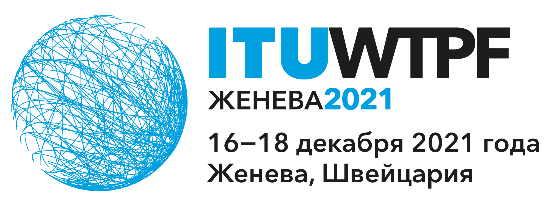 ITUWTPF
ЖЕНЕВА2021
16–18 декабря 2021 года
Женева, Швейцария